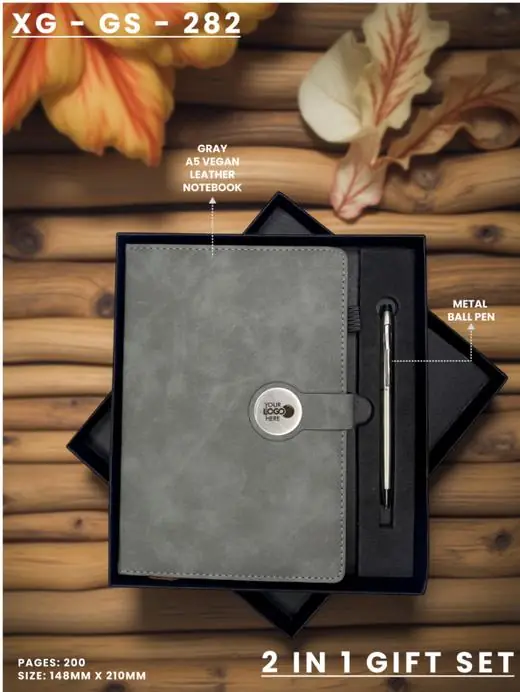 XG - GS - 282
GRAY
A5 VEGAN
LEATHER
NOTEBOOK
METAL
BALL PEN
YOUR
LOGO
HERE
PAGES: 200
SIZE: 148MM X 210MM
2 IN 1 GIFT SET